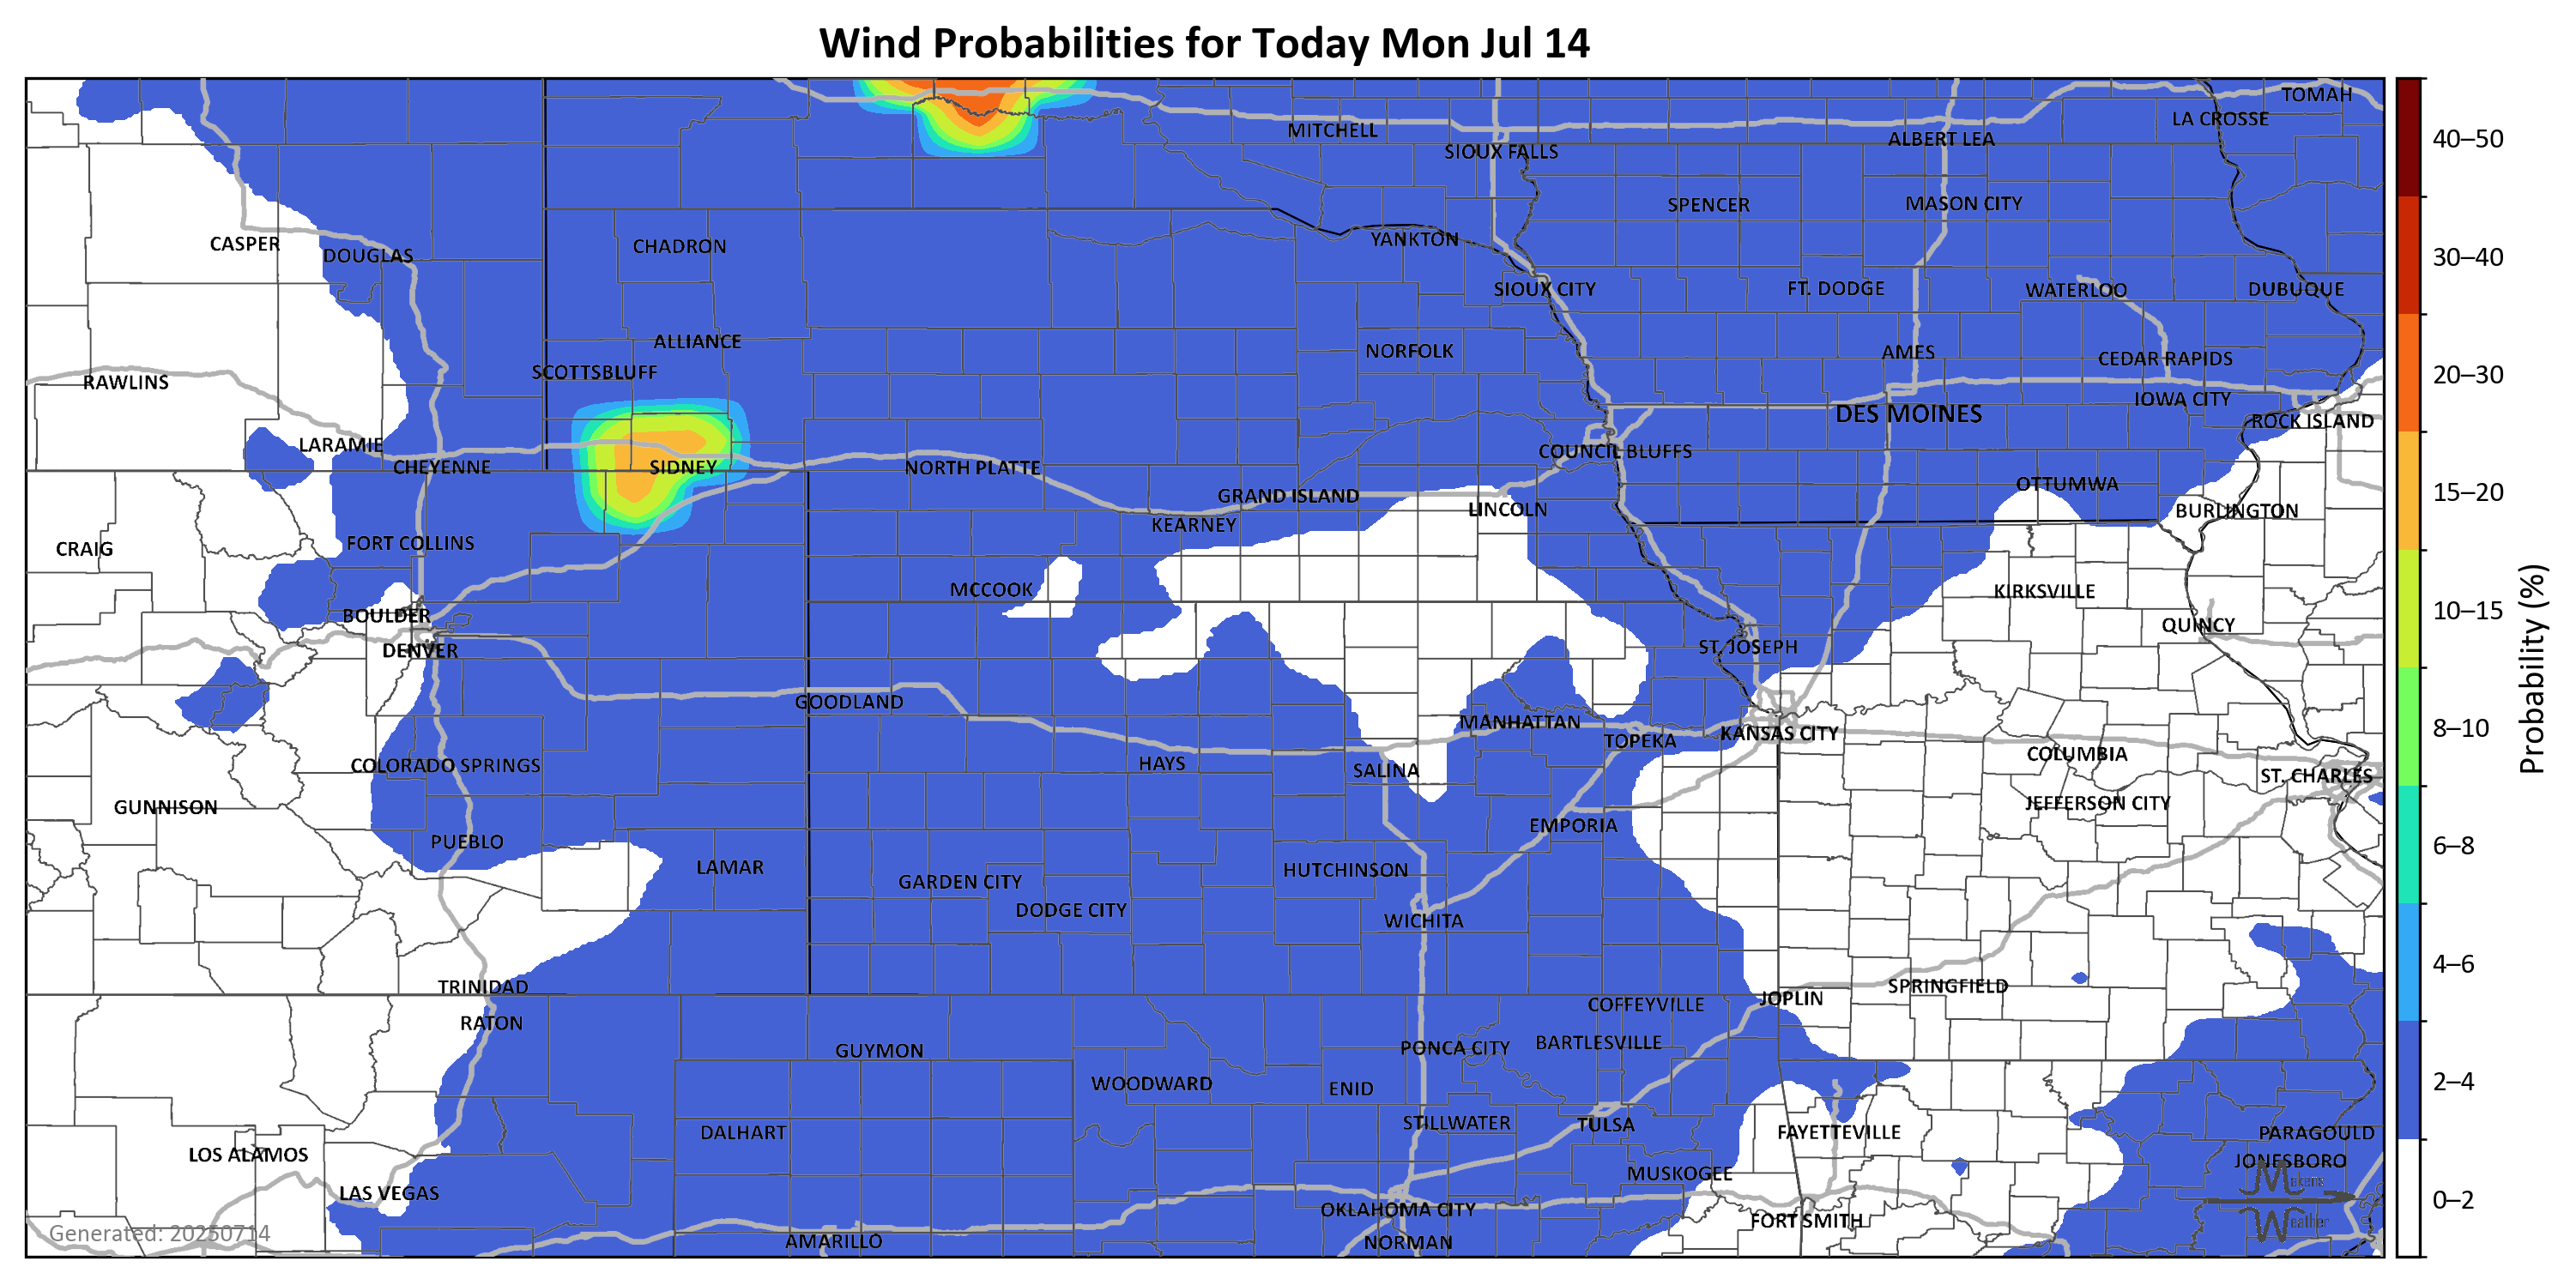 Wind Probabilities for Today Mon Jul 14
TOMAH
LA CROSSE
MITCHELL
ALBERT LEA
SIOUX FALLS
SPENCER
MASON CITY
CASPER
DOUGLAS
CHADRON
YANKTON
SIOUX CITY
FT. DODGE
WATERLOO
DUBUQUE
ALLIANCE
NORFOLK
AMES
CEDAR RAPIDS
SCOTTSBLUFF
RAWLINS
IOWA CITY
DES MOINES
ROCK ISLAND
LARAMIE
COUNCIL BLUFFS
CHEYENNE
SIDNEY
NORTH PLATTE
OTTUMWA
GRAND ISLAND
LINCOLN
BURLINGTON
KEARNEY
CRAIG
FORT COLLINS
MCCOOK
KIRKSVILLE
BOULDER
QUINCY
DENVER
ST. JOSEPH
GOODLAND
MANHATTAN
TOPEKA
KANSAS CITY
COLUMBIA
COLORADO SPRINGS
HAYS
SALINA
ST. CHARLES
GUNNISON
JEFFERSON CITY
EMPORIA
PUEBLO
LAMAR
HUTCHINSON
GARDEN CITY
DODGE CITY
WICHITA
TRINIDAD
SPRINGFIELD
JOPLIN
COFFEYVILLE
RATON
BARTLESVILLE
GUYMON
PONCA CITY
WOODWARD
ENID
STILLWATER
TULSA
DALHART
FAYETTEVILLE
PARAGOULD
LOS ALAMOS
JONESBORO
MUSKOGEE
LAS VEGAS
OKLAHOMA CITY
FORT SMITH
AMARILLO
NORMAN
Generated: 20250714
Weather
40–50
30–40
20–30
15–20
10–15
8–10
6–8
4–6
2–4
0–2
Probability (%)